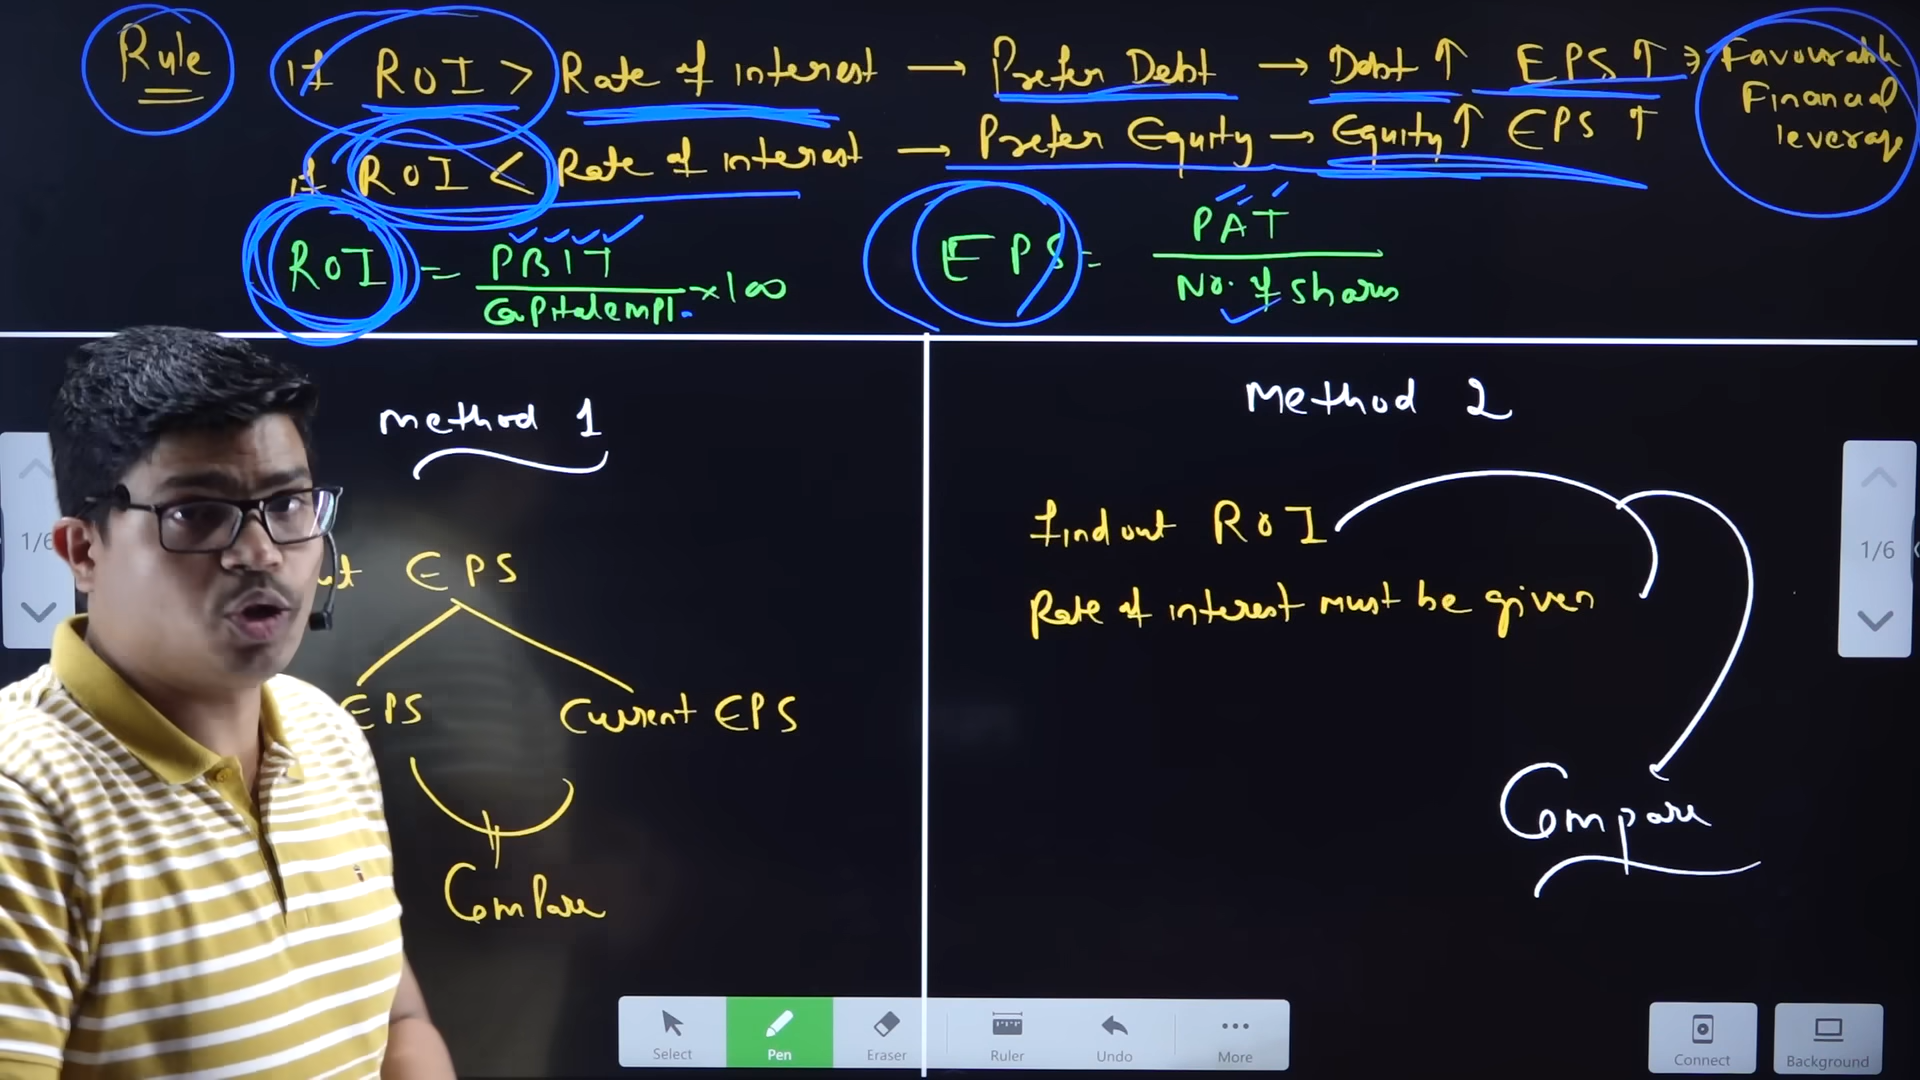 Rule
if ROI > Rate of interest → Prefer Debt → Debt ↑ EPS ↑ → Favourable Financial leverage
if ROI < Rate of interest → Prefer Equity → Equity ↑ EPS ↑
ROI = PBIT / Capital empl. × 100
EPS = PAT / No. of shares
Method 1
EPS
EPS Current EPS
Compare
Method 2
find out ROI
Rate of interest must be given
Compare
1/6
1/6
Select Pen Eraser Ruler Undo More
Connect Background